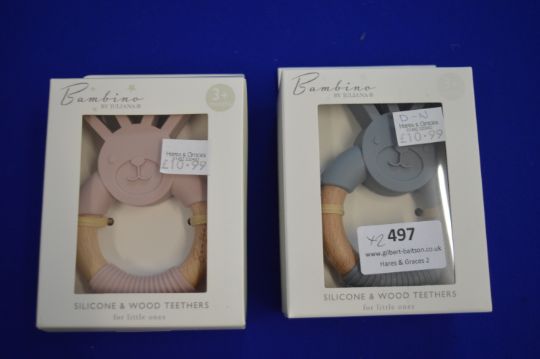 Bambino
BY JULIANA®
3+
Hares & Graces
£10.99
SILICONE & WOOD TEETHERS
for little ones
Bambino
BY JULIANA®
D-N
Hares & Graces
£10.99
x2 497
www.gilbert-baitson.co.uk
Hares & Graces 2
SILICONE & WOOD TEETHERS
for little ones